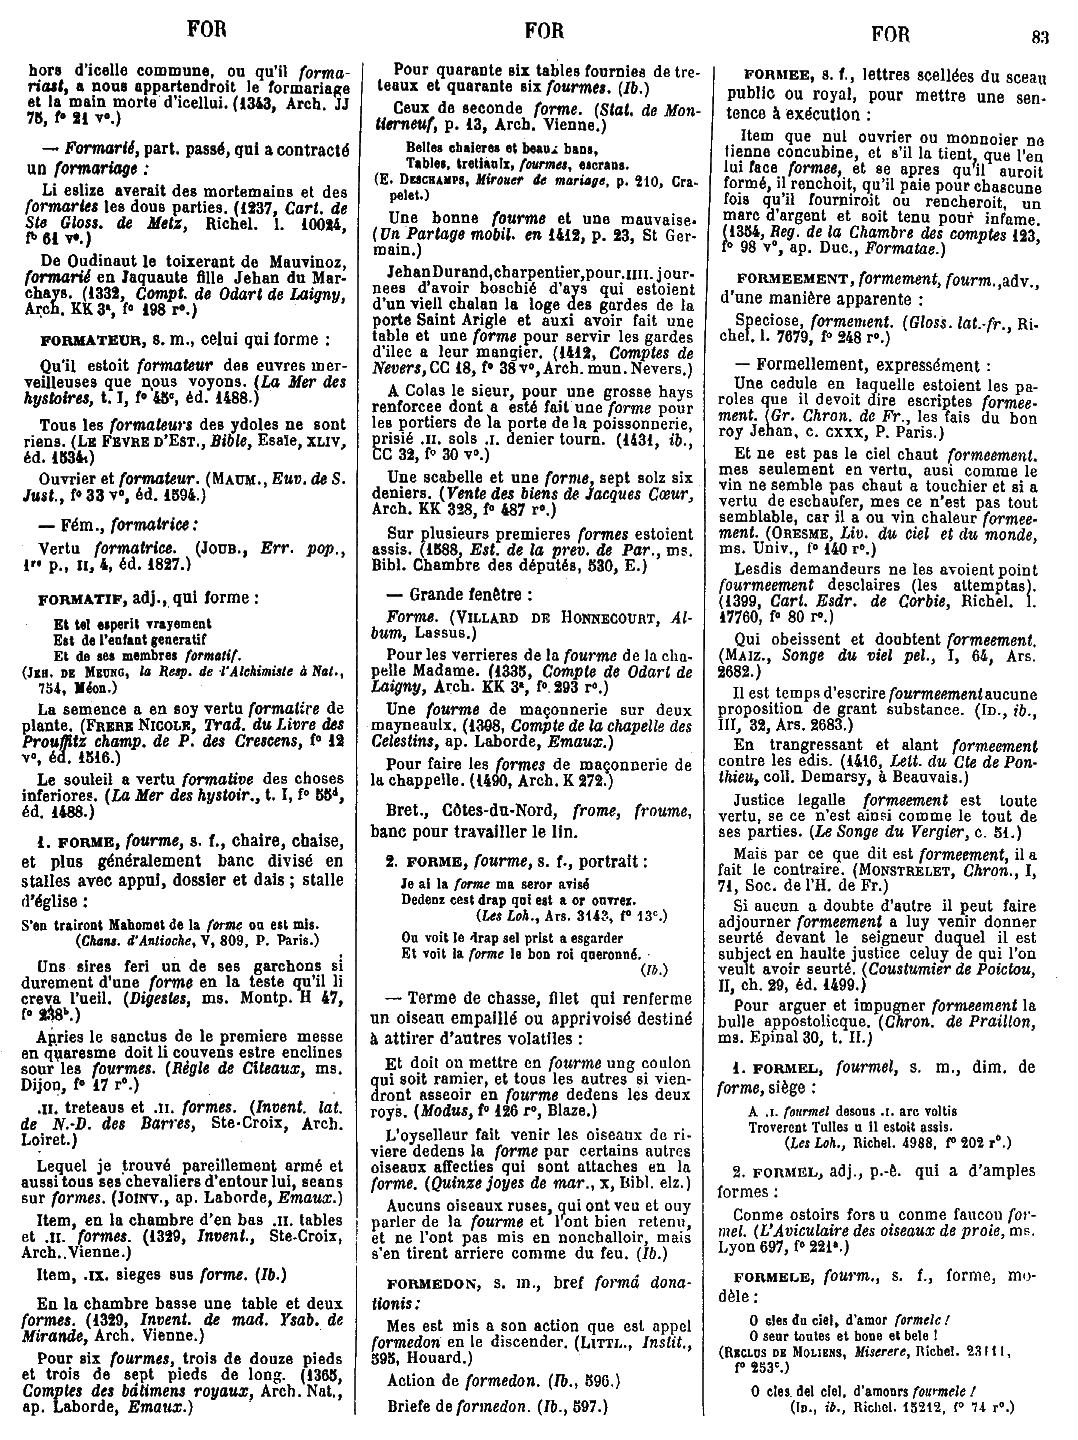 FOR
FOR
FOR
83
hors d'icelle commune, ou qu'il forma-
riast, a nous appartendroit le formariage
et la main morte d'icellui. (1343, Arch. JJ
75, f° 21 v°.)
— Formarié, part. passé, qui a contracté
un formariage :
Li eslize averait des mortemains et des
formaries les dous parties. (1237, Cart. de
Ste Gloss. de Metz, Richel. l. 10024,
f° 61 v°.)
De Oudinaut le toixerant de Mauvinoz,
formarié en Jaquaute fille Jehan du Mar-
chays. (1332, Compt. de Odart de Laigny,
Arch. KK 3ª, f° 198 r°.)
FORMATEUR, s. m., celui qui forme :
Qu'il estoit formateur des euvres mer-
veilleuses que nous voyons. (La Mer des
hystoires, t. I, f° 45ᶜ, éd. 1488.)
Tous les formateurs des ydoles ne sont
riens. (LE FEVRE D'EST., Bible, Esaïe, XLIV,
éd. 1534.)
Ouvrier et formateur. (MAUM., Euv. de S.
Just., f° 33 v°, éd. 1594.)
— Fém., formatrice :
Vertu formatrice. (JOUB., Err. pop.,
1ʳᵉ p., II, 4, éd. 1827.)
FORMATIF, adj., qui forme :
Et tel esperit vrayement
Est de l'enfant generatif
Et de ses membres formatif.
(JEH. DE MEUNG, la Resp. de l'Alchimiste à Nat.,
754, Méon.)
La semence a en soy vertu formatire de
plante. (FRERE NICOLE, Trad. du Livre des
Prouffitz champ. de P. des Crescens, f° 12
v°, éd. 1516.)
Le souleil a vertu formative des choses
inferiores. (La Mer des hystoir., t. I, f° 55ᵈ,
éd. 1488.)
1. FORME, fourme, s. f., chaire, chaise,
et plus généralement banc divisé en
stalles avec appui, dossier et dais ; stalle
d'église :
S'en trairont Mahomet de la forme ou est mis.
(Chans. d'Antioche, V, 809, P. Paris.)
Uns sires feri un de ses garchons si
durement d'une forme en la teste qu'il li
creva l'ueil. (Digestes, ms. Montp. H 47,
f° 238ᵇ.)
Apries le sanctus de le premiere messe
en quaresme doit li couvens estre enclines
sour les fourmes. (Règle de Citeaux, ms.
Dijon, f° 17 r°.)
.II. treteaus et .II. formes. (Invent. lat.
de N.-D. des Barres, Ste-Croix, Arch.
Loiret.)
Lequel je trouvé pareillement armé et
aussi tous ses chevaliers d'entour lui, seans
sur formes. (JOINV., ap. Laborde, Emaux.)
Item, en la chambre d'en bas .II. tables
et .II. formes. (1329, Invent., Ste-Croix,
Arch. Vienne.)
Item, .IX. sieges sus forme. (Ib.)
En la chambre basse une table et deux
formes. (1329, Invent. de mad. Ysab. de
Mirande, Arch. Vienne.)
Pour six fourmes, trois de douze pieds
et trois de sept pieds de long. (1365,
Comptes des bâtimens royaux, Arch. Nat.,
ap. Laborde, Emaux.)
Pour quarante six tables fournies de tre-
teaux et quarante six fourmes. (Ib.)
Ceux de seconde forme. (Stat. de Mon-
tierneuf, p. 13, Arch. Vienne.)
Belles chaieres et beaux bans,
Tables, tretiaulx, fourmes, escrans.
(E. DESCHAMPS, Mirouer de mariage, p. 210, Cra-
pelet.)
Une bonne fourme et une mauvaise.
(Un Partage mobil. en 1412, p. 23, St Ger-
main.)
Jehan Durand, charpentier, pour .IIII. jour-
nees d'avoir boschié d'ays qui estoient
d'un viell chalan la loge des gardes de la
porte Saint Arigle et auxi avoir fait une
table et une forme pour servir les gardes
d'ilec a leur mangier. (1412, Comptes de
Nevers, CC 18, f° 38 v°, Arch. mun. Nevers.)
A Colas le sieur, pour une grosse hays
renforcee dont a esté fait une forme pour
les portiers de la porte de la poissonnerie,
prisié .II. sols .I. denier tourn. (1431, ib.,
CC 32, f° 30 v°.)
Une scabelle et une forme, sept solz six
deniers. (Vente des biens de Jacques Cœur,
Arch. KK 328, f° 487 r°.)
Sur plusieurs premieres formes estoient
assis. (1588, Est. de la prev. de Par., ms.
Bibl. Chambre des députés, 530, E.)
— Grande fenêtre :
Forme. (VILLARD DE HONNECOURT, Al-
bum, Lassus.)
Pour les verrieres de la fourme de la cha-
pelle Madame. (1335, Compte de Odart de
Laigny, Arch. KK 3ª, f° 293 r°.)
Une fourme de maçonnerie sur deux
mayneaulx. (1398, Compte de la chapelle des
Celestins, ap. Laborde, Emaux.)
Pour faire les formes de maçonnerie de
la chappelle. (1490, Arch. K 272.)
Bret., Côtes-du-Nord, frome, froume,
banc pour travailler le lin.
2. FORME, fourme, s. f., portrait :
Je ai la forme ma seror avisé
Dedenz cest drap qui est a or ouvrez.
(Les Loh., Ars. 3143, f° 13ᶜ.)
Ou voit le drap sel prist a esgarder
Et voit la forme le bon roi queronné.
(Ib.)
— Terme de chasse, filet qui renferme
un oiseau empaillé ou apprivoisé destiné
à attirer d'autres volatiles :
Et doit on mettre en fourme ung coulon
qui soit ramier, et tous les autres si vien-
dront asseoir en fourme dedens les deux
roys. (Modus, f° 126 r°, Blaze.)
L'oyselleur fait venir les oiseaux de ri-
viere dedens la forme par certains autres
oiseaux affecties qui sont attaches en la
forme. (Quinze joyes de mar., X, Bibl. elz.)
Aucuns oiseaux ruses, qui ont veu et ouy
parler de la fourme et l'ont bien retenu,
et ne l'ont pas mis en nonchalloir, mais
s'en tirent arriere comme du feu. (Ib.)
FORMEDON, s. m., bref formá dona-
tionis :
Mes est mis a son action que est appel
formedon en le discender. (LITTL., Instit.,
595, Houard.)
Action de formedon. (Ib., 596.)
Briefe de formedon. (Ib., 597.)
FORMEE, s. f., lettres scellées du sceau
public ou royal, pour mettre une sen-
tence à exécution :
Item que nul ouvrier ou monnoier ne
tienne concubine, et s'il la tient, que l'en
lui face formee, et se apres qu'il auroit
formé, il renchoit, qu'il paie pour chascune
fois qu'il fourniroit ou rencheroit, un
marc d'argent et soit tenu pour infame.
(1354, Reg. de la Chambre des comptes 123,
f° 98 v°, ap. Duc., Formatae.)
FORMEEMENT, formement, fourm., adv.,
d'une manière apparente :
Speciose, formement. (Gloss. lat.-fr., Ri-
chel. l. 7679, f° 248 r°.)
— Formellement, expressément :
Une cedule en laquelle estoient les pa-
roles que il devoit dire escriptes formee-
ment. (Gr. Chron. de Fr., les fais du bon
roy Jehan, c. CXXX, P. Paris.)
Et ne est pas le ciel chaut formeement.
mes seulement en vertu, ausi comme le
vin ne semble pas chaut a touchier et si a
vertu de eschaufer, mes ce n'est pas tout
semblable, car il a ou vin chaleur formee-
ment. (ORESME, Liv. du ciel et du monde,
ms. Univ., f° 140 r°.)
Lesdis demandeurs ne les avoient point
fourmeement desclaires (les attemptas).
(1399, Cart. Esdr. de Corbie, Richel. l.
17760, f° 80 r°.)
Qui obeissent et doubtent formeement.
(MAIZ., Songe du viel pel., I, 64, Ars.
2682.)
Il est temps d'escrire fourmeement aucune
proposition de grant substance. (ID., ib.,
III, 32, Ars. 2683.)
En trangressant et alant formeement
contre les edis. (1416, Lett. du Cte de Pon-
thieu, coll. Demarsy, à Beauvais.)
Justice legalle formeement est toute
vertu, se ce n'est ainsi comme le tout de
ses parties. (Le Songe du Vergier, c. 51.)
Mais par ce que dit est formeement, il a
fait le contraire. (MONSTRELET, Chron., I,
71, Soc. de l'H. de Fr.)
Si aucun a doubte d'autre il peut faire
adjourner formeement a luy venir donner
seurté devant le seigneur duquel il est
subject en haulte justice celuy de qui l'on
veult avoir seurté. (Coustumier de Poictou,
II, ch. 29, éd. 1499.)
Pour arguer et impugner formeement la
bulle appostolicque. (Chron. de Praillon,
ms. Epinal 30, t. II.)
1. FORMEL, fourmel, s. m., dim. de
forme, siège :
A .I. fourmel desous .I. arc voltis
Troverent Tulles u il estoit assis.
(Les Loh., Richel. 4988, f° 202 r°.)
2. FORMEL, adj., p.-ê. qui a d'amples
formes :
Conme ostoirs fors u conme faucou for-
mel. (L'Aviculaire des oiseaux de proie, ms.
Lyon 697, f° 221ª.)
FORMELE, fourm., s. f., forme, mo-
dèle :
O cles du ciel, d'amor formele !
O seur toutes et bone et bele !
(RECLUS DE MOLIENS, Miserere, Richel. 23111,
f° 253ᶜ.)
O cles del ciel, d'amours fourmele !
(ID., ib., Richel. 15212, f° 74 r°.)